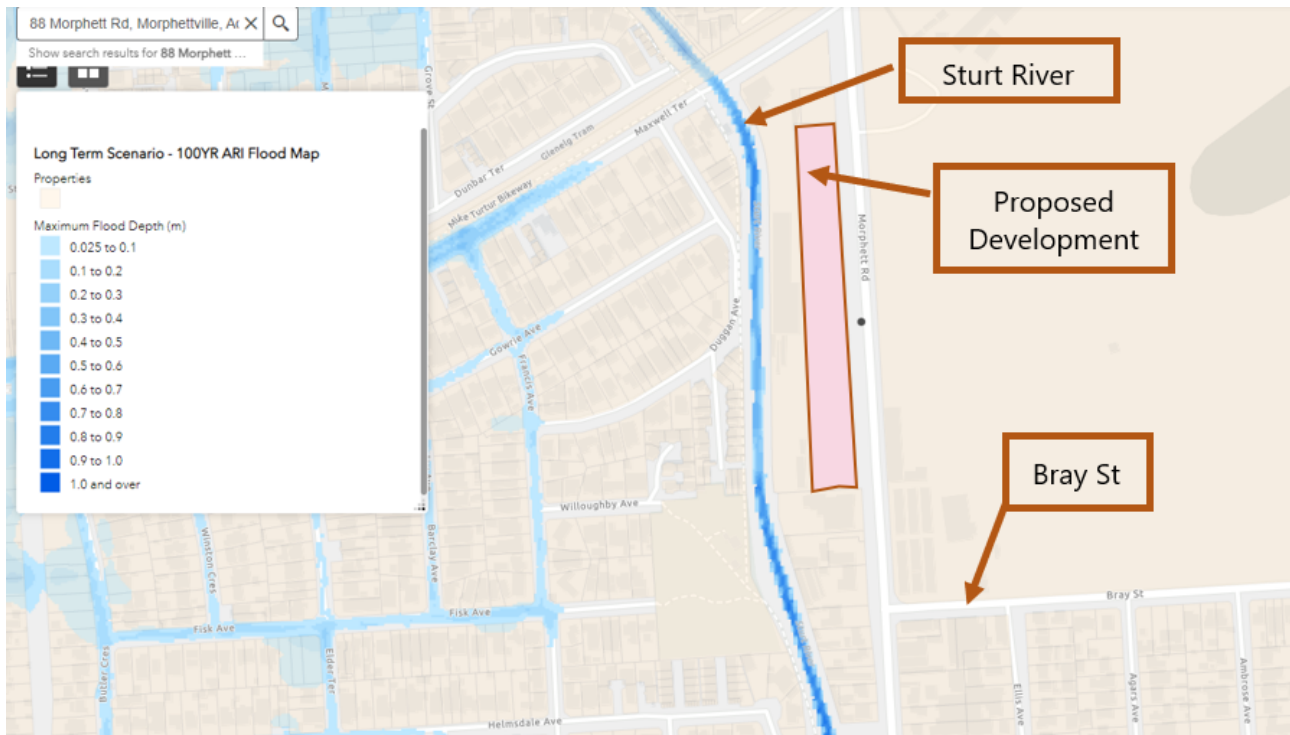 88 Morphett Rd, Morphettville, Ac
Show search results for 88 Morphett ...
Long Term Scenario - 100YR ARI Flood Map
Properties
Maximum Flood Depth (m)
0.025 to 0.1
0.1 to 0.2
0.2 to 0.3
0.3 to 0.4
0.4 to 0.5
0.5 to 0.6
0.6 to 0.7
0.7 to 0.8
0.8 to 0.9
0.9 to 1.0
1.0 and over
Sturt River
Proposed
Development
Bray St
Grove St
Dunbar Ter
Glenelg Tram
Maxwell Ter
Mike Turtur Bikeway
Morphett Rd
Gowrie Ave
Duggan Ave
Francis Ave
Willoughby Ave
Winston Cres
Barclay Ave
Fisk Ave
Fisk Ave
Bray St
Butler Cres
Elder Ter
Helmsdale Ave
Ellis Ave
Agars Ave
Ambrose Ave